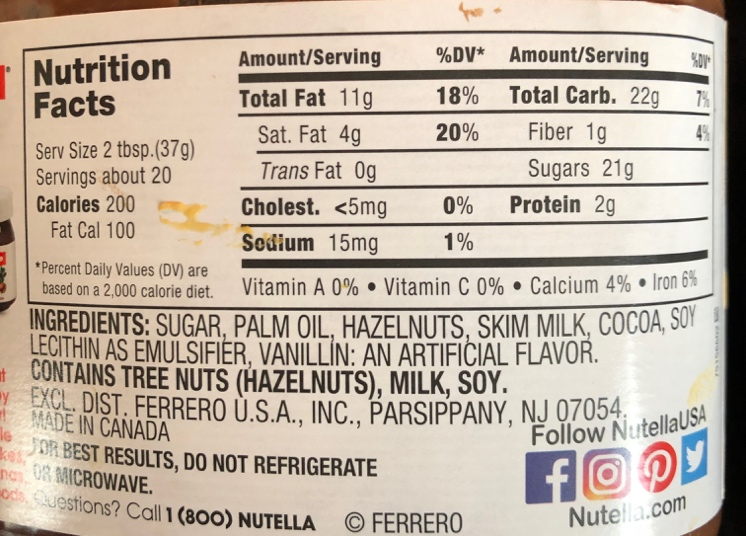 Nutrition
Facts
Serv Size 2 tbsp.(37g)
Servings about 20
Calories 200
Fat Cal 100
*Percent Daily Values (DV) are
based on a 2,000 calorie diet.
Amount/Serving %DV* Amount/Serving %DV*
Total Fat 11g 18% Total Carb. 22g 7%
Sat. Fat 4g 20% Fiber 1g 4%
Trans Fat 0g Sugars 21g
Cholest. <5mg 0% Protein 2g
Sodium 15mg 1%
Vitamin A 0% • Vitamin C 0% • Calcium 4% • Iron 6%
INGREDIENTS: SUGAR, PALM OIL, HAZELNUTS, SKIM MILK, COCOA, SOY
LECITHIN AS EMULSIFIER, VANILLIN: AN ARTIFICIAL FLAVOR.
CONTAINS TREE NUTS (HAZELNUTS), MILK, SOY.
EXCL. DIST. FERRERO U.S.A., INC., PARSIPPANY, NJ 07054.
MADE IN CANADA
FOR BEST RESULTS, DO NOT REFRIGERATE
OR MICROWAVE.
Questions? Call 1 (800) NUTELLA © FERRERO
Follow NutellaUSA
Nutella.com